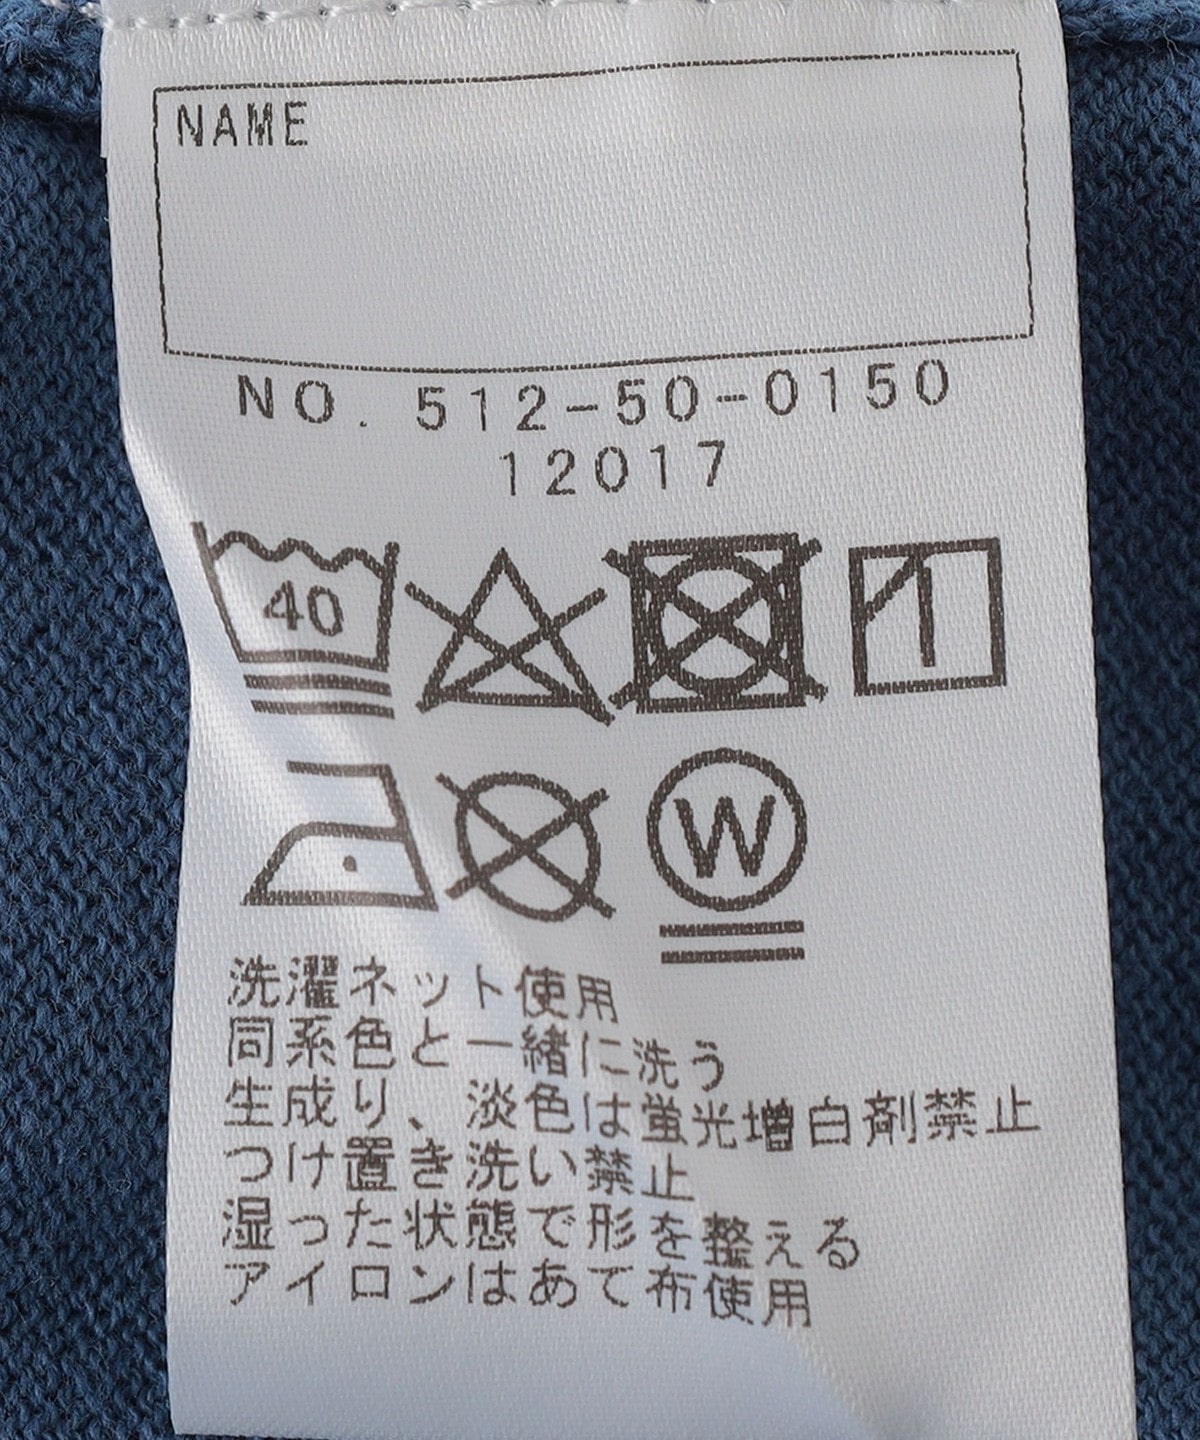 NAME
NO. 512-50-0150
12017
40
W
洗濯ネット使用
同系色と一緒に洗う
生成り、淡色は蛍光増白剤禁止
つけ置き洗い禁止
湿った状態で形を整える
アイロンはあて布使用